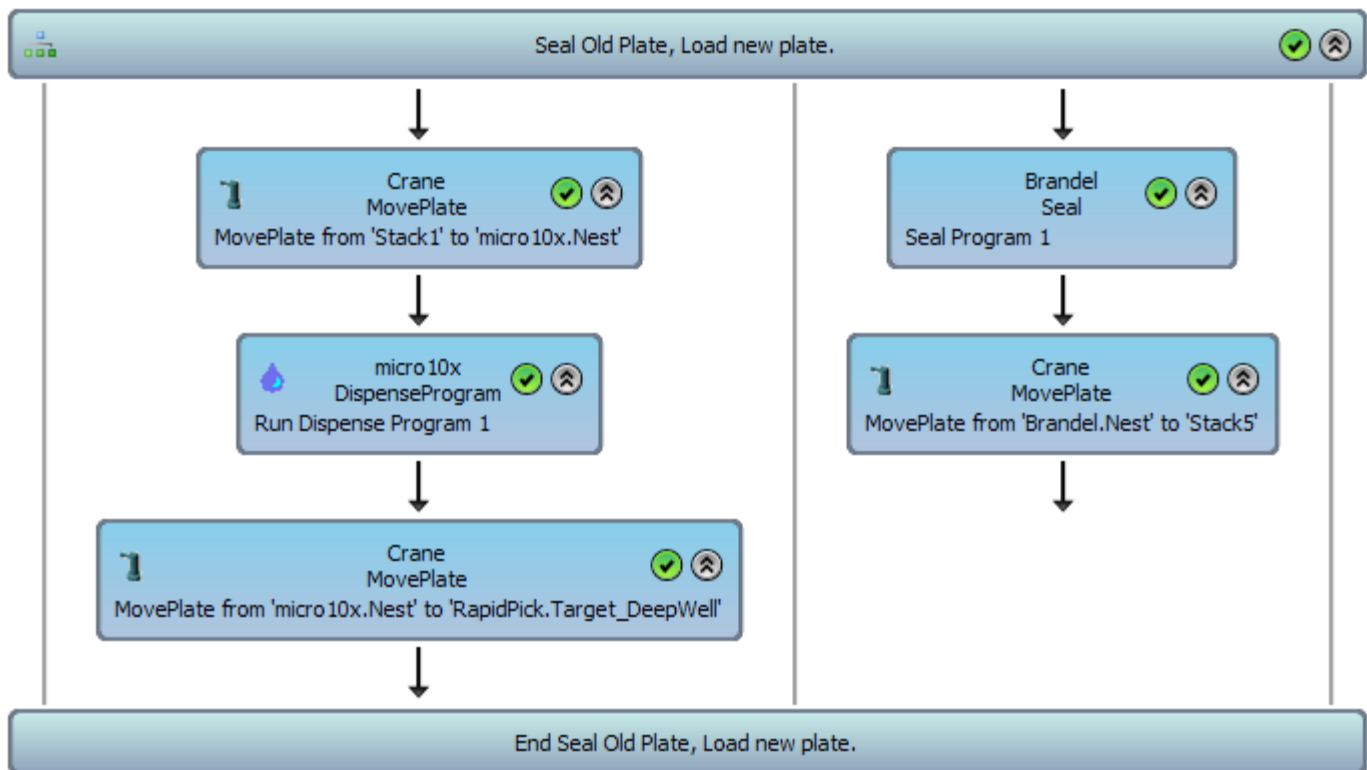 Seal Old Plate, Load new plate.
Crane
MovePlate
MovePlate from 'Stack1' to 'micro10x.Nest'
micro10x
DispenseProgram
Run Dispense Program 1
Crane
MovePlate
MovePlate from 'micro10x.Nest' to 'RapidPick.Target_DeepWell'
Brandel
Seal
Seal Program 1
Crane
MovePlate
MovePlate from 'Brandel.Nest' to 'Stack5'
End Seal Old Plate, Load new plate.